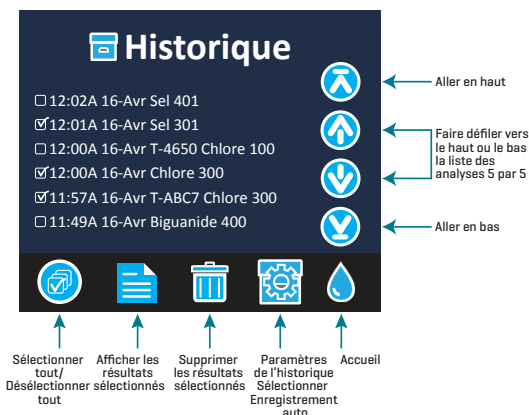 Historique
12:02A 16-Avr Sel 401
12:01A 16-Avr Sel 301
12:00A 16-Avr T-4650 Chlore 100
12:00A 16-Avr Chlore 300
11:57A 16-Avr T-ABC7 Chlore 300
11:49A 16-Avr Biguanide 400
Aller en haut
Faire défiler vers
le haut ou le bas
la liste des
analyses 5 par 5
Aller en bas
Sélectionner
tout/
Désélectionner
tout
Afficher les
résultats
sélectionnés
Supprimer
les résultats
sélectionnés
Paramètres
de l'historique
Sélectionner
Enregistrement
auto
Accueil